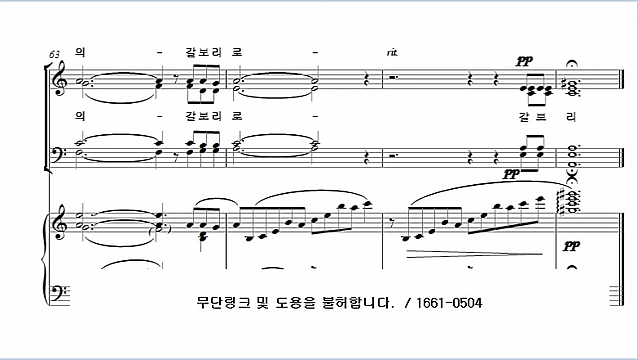 63 의 - 갈보리 로 - rit.
pp
의 - 갈보리 로 - 갈브 리
pp
pp
무단링크 및 도용을 불허합니다. / 1661-0504